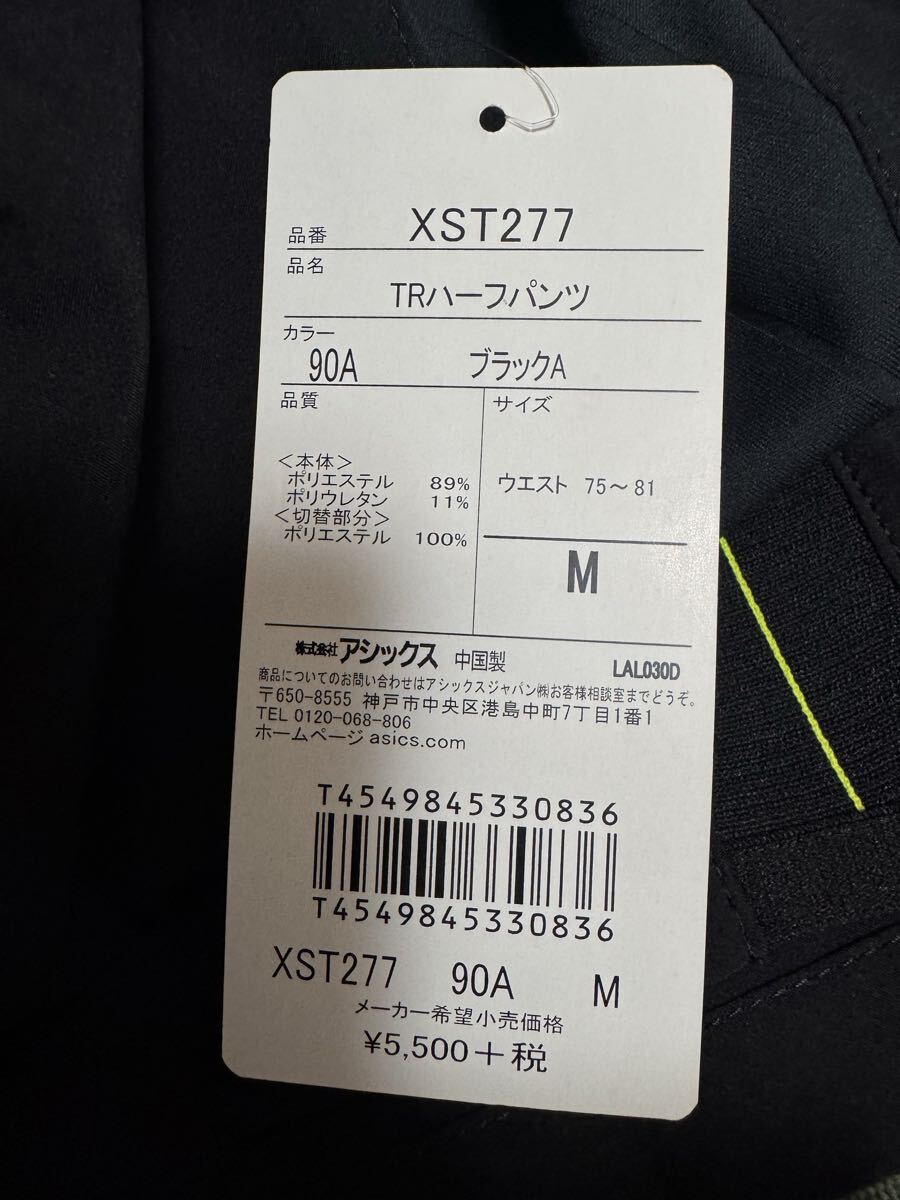 品番 XST277
品名
TRハーフパンツ
カラー
90A ブラックA
品質 サイズ
＜本体＞
ポリエステル 89%
ポリウレタン 11%
＜切替部分＞
ポリエステル 100%
ウエスト 75～81
M
株式会社アシックス 中国製 LAL030D
商品についてのお問い合わせはアシックスジャパン㈱お客様相談室までどうぞ。
〒650-8555 神戸市中央区港島中町7丁目1番1
TEL 0120-068-806
ホームページ asics.com
T4549845330836
T4549845330836
XST277 90A M
メーカー希望小売価格
¥5,500＋税